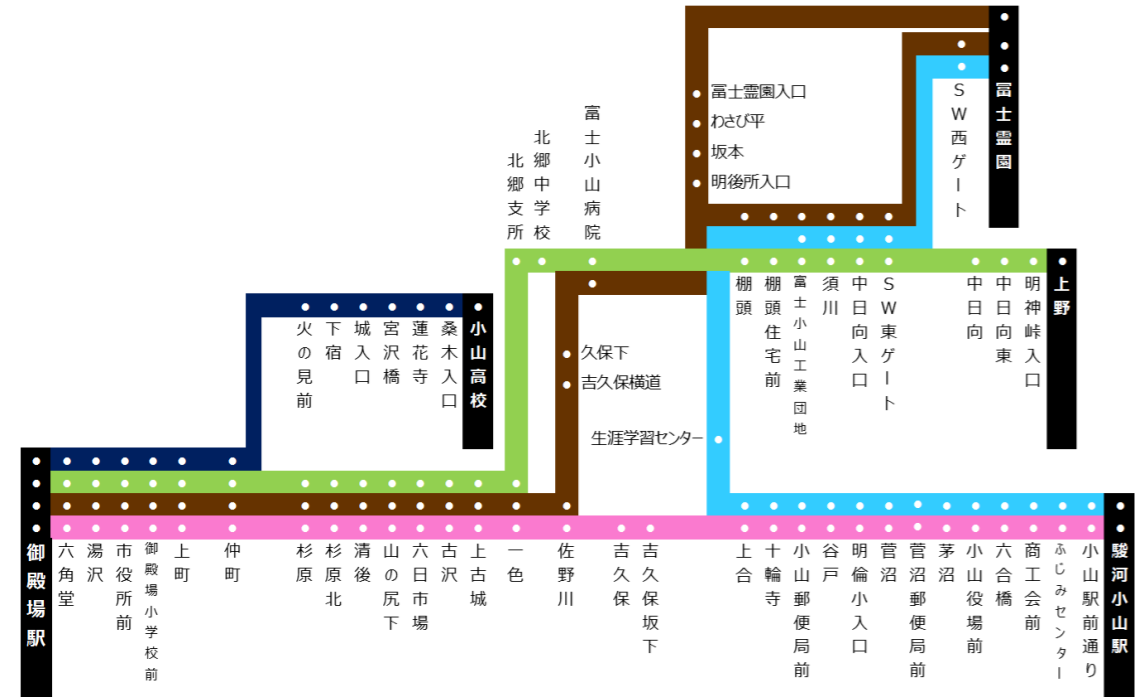 冨士霊園入口
わさび平
坂本
明後所入口
SW西ゲート
冨士霊園
北郷支所
北郷中学校
富士小山病院
棚頭
棚頭住宅前
富士小山工業団地
須川
中日向入口
SW東ゲート
中日向
中日向東
明神峠入口
上野
火の見前
下宿
城入口
宮沢橋
蓮花寺
桑木入口
小山高校
久保下
吉久保横道
生涯学習センター
御殿場駅
六角堂
湯沢
市役所前
御殿場小学校前
上町
仲町
杉原
杉原北
清後
山の尻下
六日市場
古沢
上古城
一色
佐野川
吉久保
吉久保坂下
上合
十輪寺
小山郵便局前
谷戸
明倫小入口
菅沼
菅沼郵便局前
茅沼
小山役場前
六合橋
商工会前
ふじみセンター
小山駅前通り
駿河小山駅